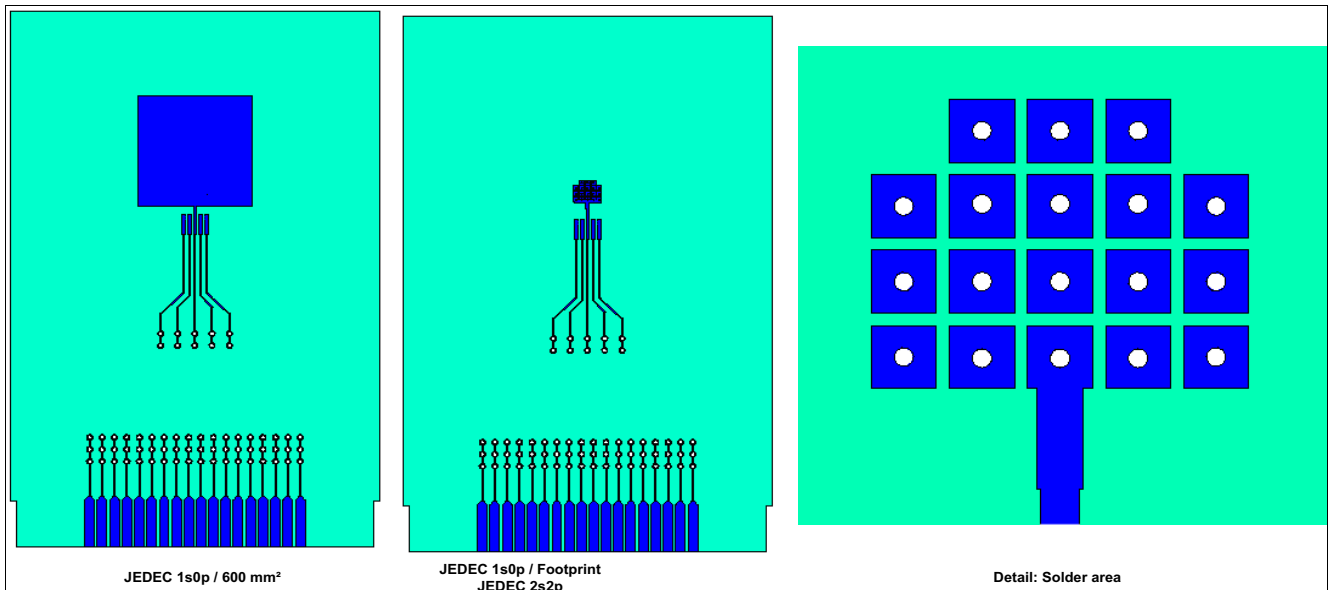 JEDEC 1s0p / 600 mm²
JEDEC 1s0p / Footprint
JEDEC 2s2p
Detail: Solder area